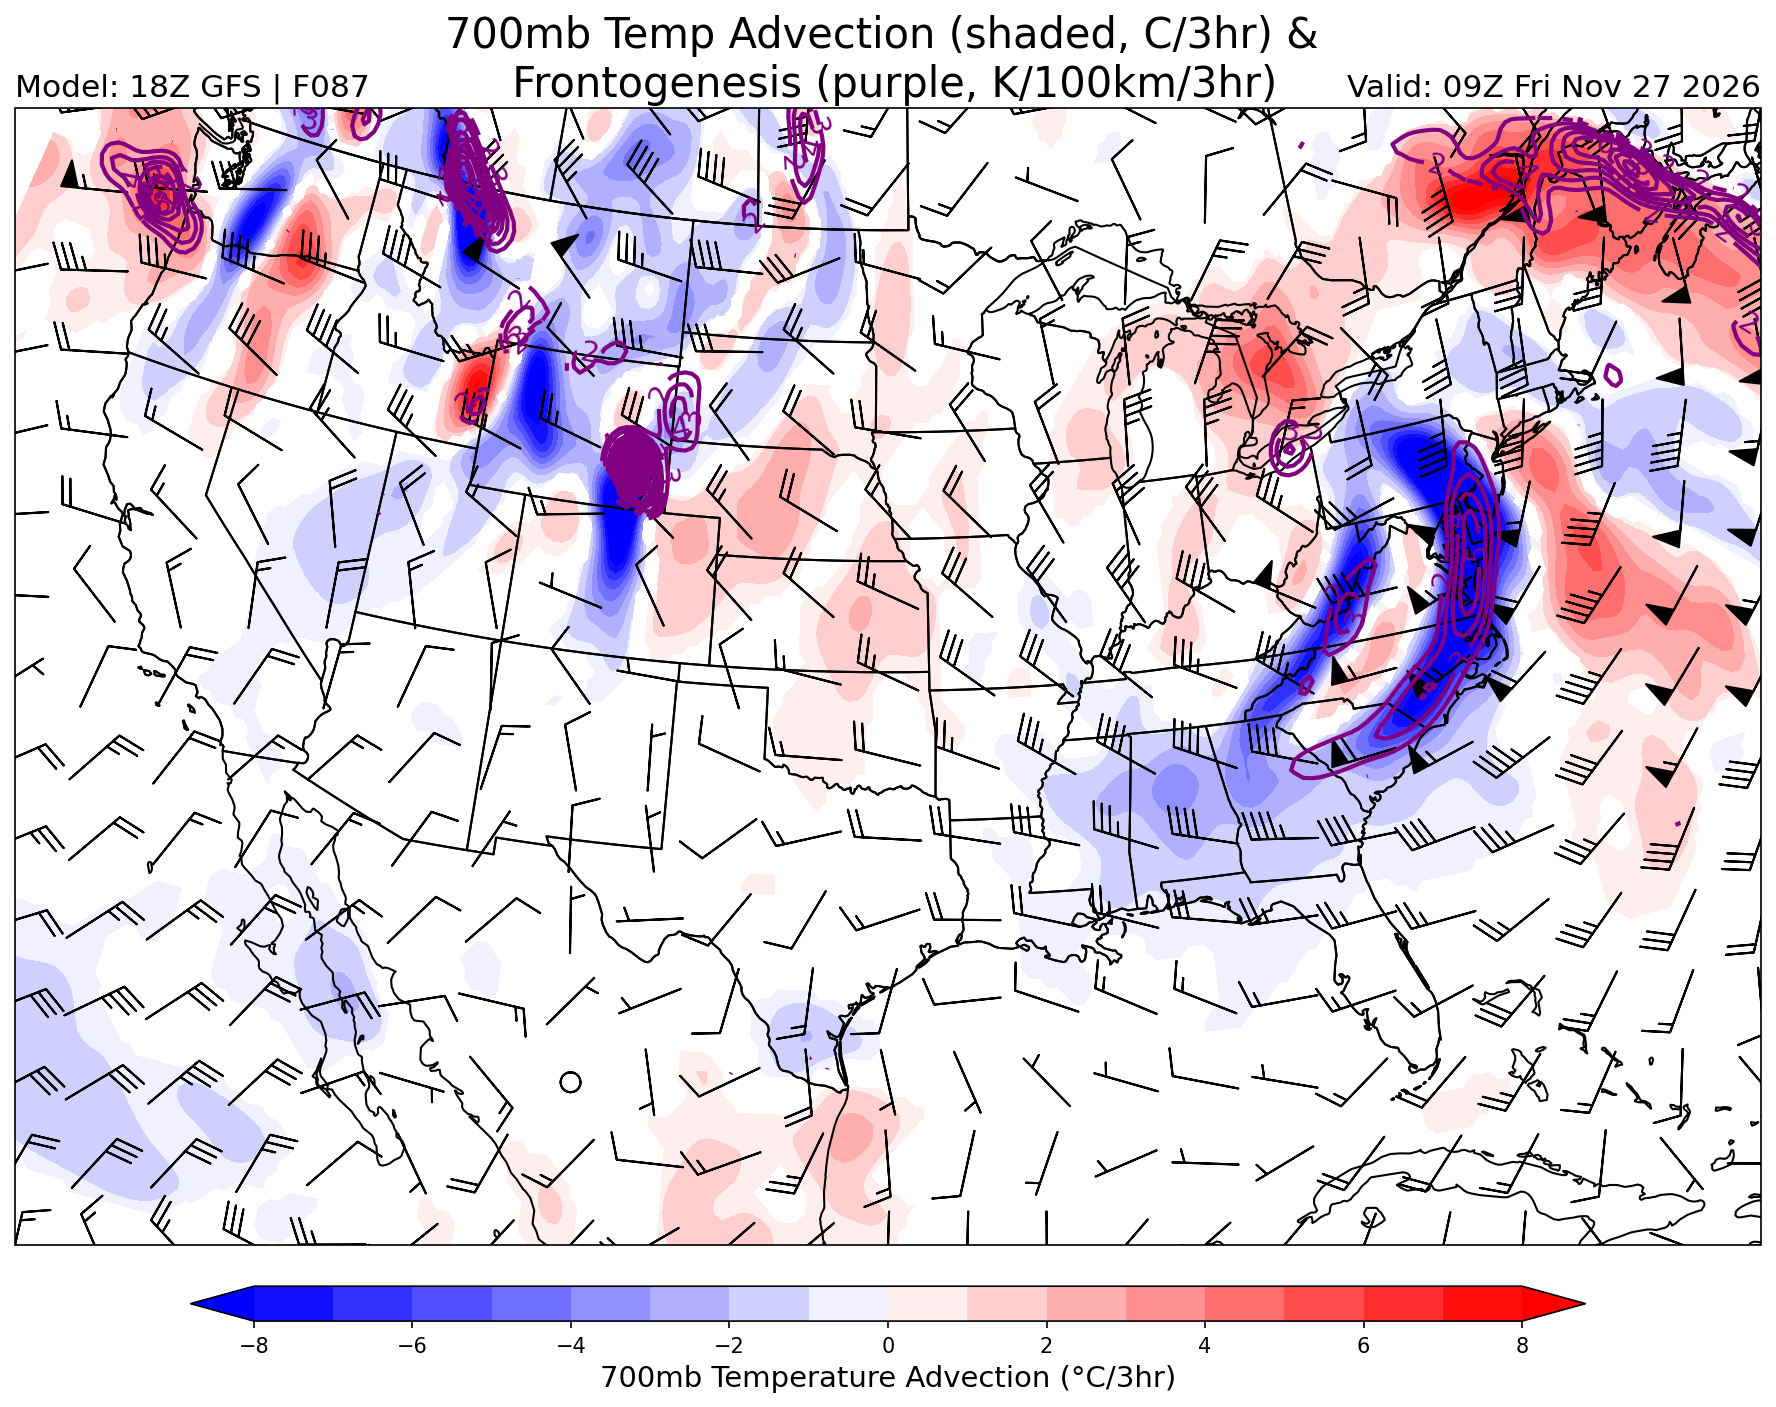 700mb Temp Advection (shaded, C/3hr) &
Frontogenesis (purple, K/100km/3hr)
Model: 18Z GFS | F087
Valid: 09Z Fri Nov 27 2026
−8 −6 −4 −2 0 2 4 6 8
700mb Temperature Advection (°C/3hr)